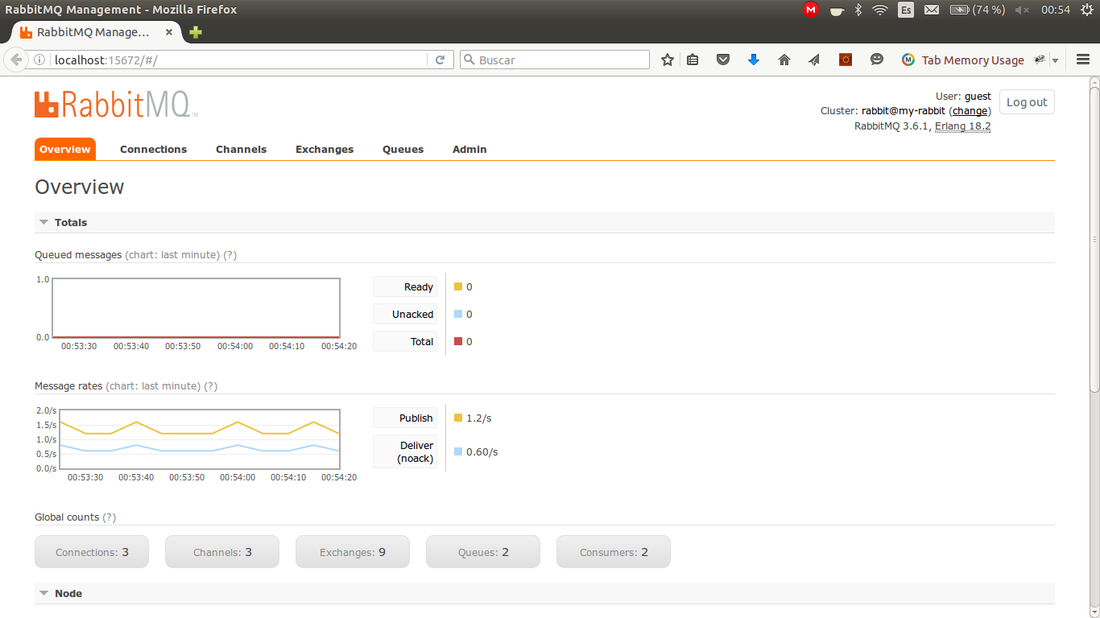 RabbitMQ Management - Mozilla Firefox
Es
(74 %)
00:54
RabbitMQ Manage... ×
localhost:15672/#/
Buscar
Tab Memory Usage
RabbitMQ TM
User: guest
Log out
Cluster: rabbit@my-rabbit (change)
RabbitMQ 3.6.1, Erlang 18.2
Overview Connections Channels Exchanges Queues Admin
Overview
Totals
Queued messages (chart: last minute) (?)
1.0
0.0
00:53:30 00:53:40 00:53:50 00:54:00 00:54:10 00:54:20
Ready 0
Unacked 0
Total 0
Message rates (chart: last minute) (?)
2.0/s
1.5/s
1.0/s
0.5/s
0.0/s
00:53:30 00:53:40 00:53:50 00:54:00 00:54:10 00:54:20
Publish 1.2/s
Deliver
(noack) 0.60/s
Global counts (?)
Connections: 3 Channels: 3 Exchanges: 9 Queues: 2 Consumers: 2
Node